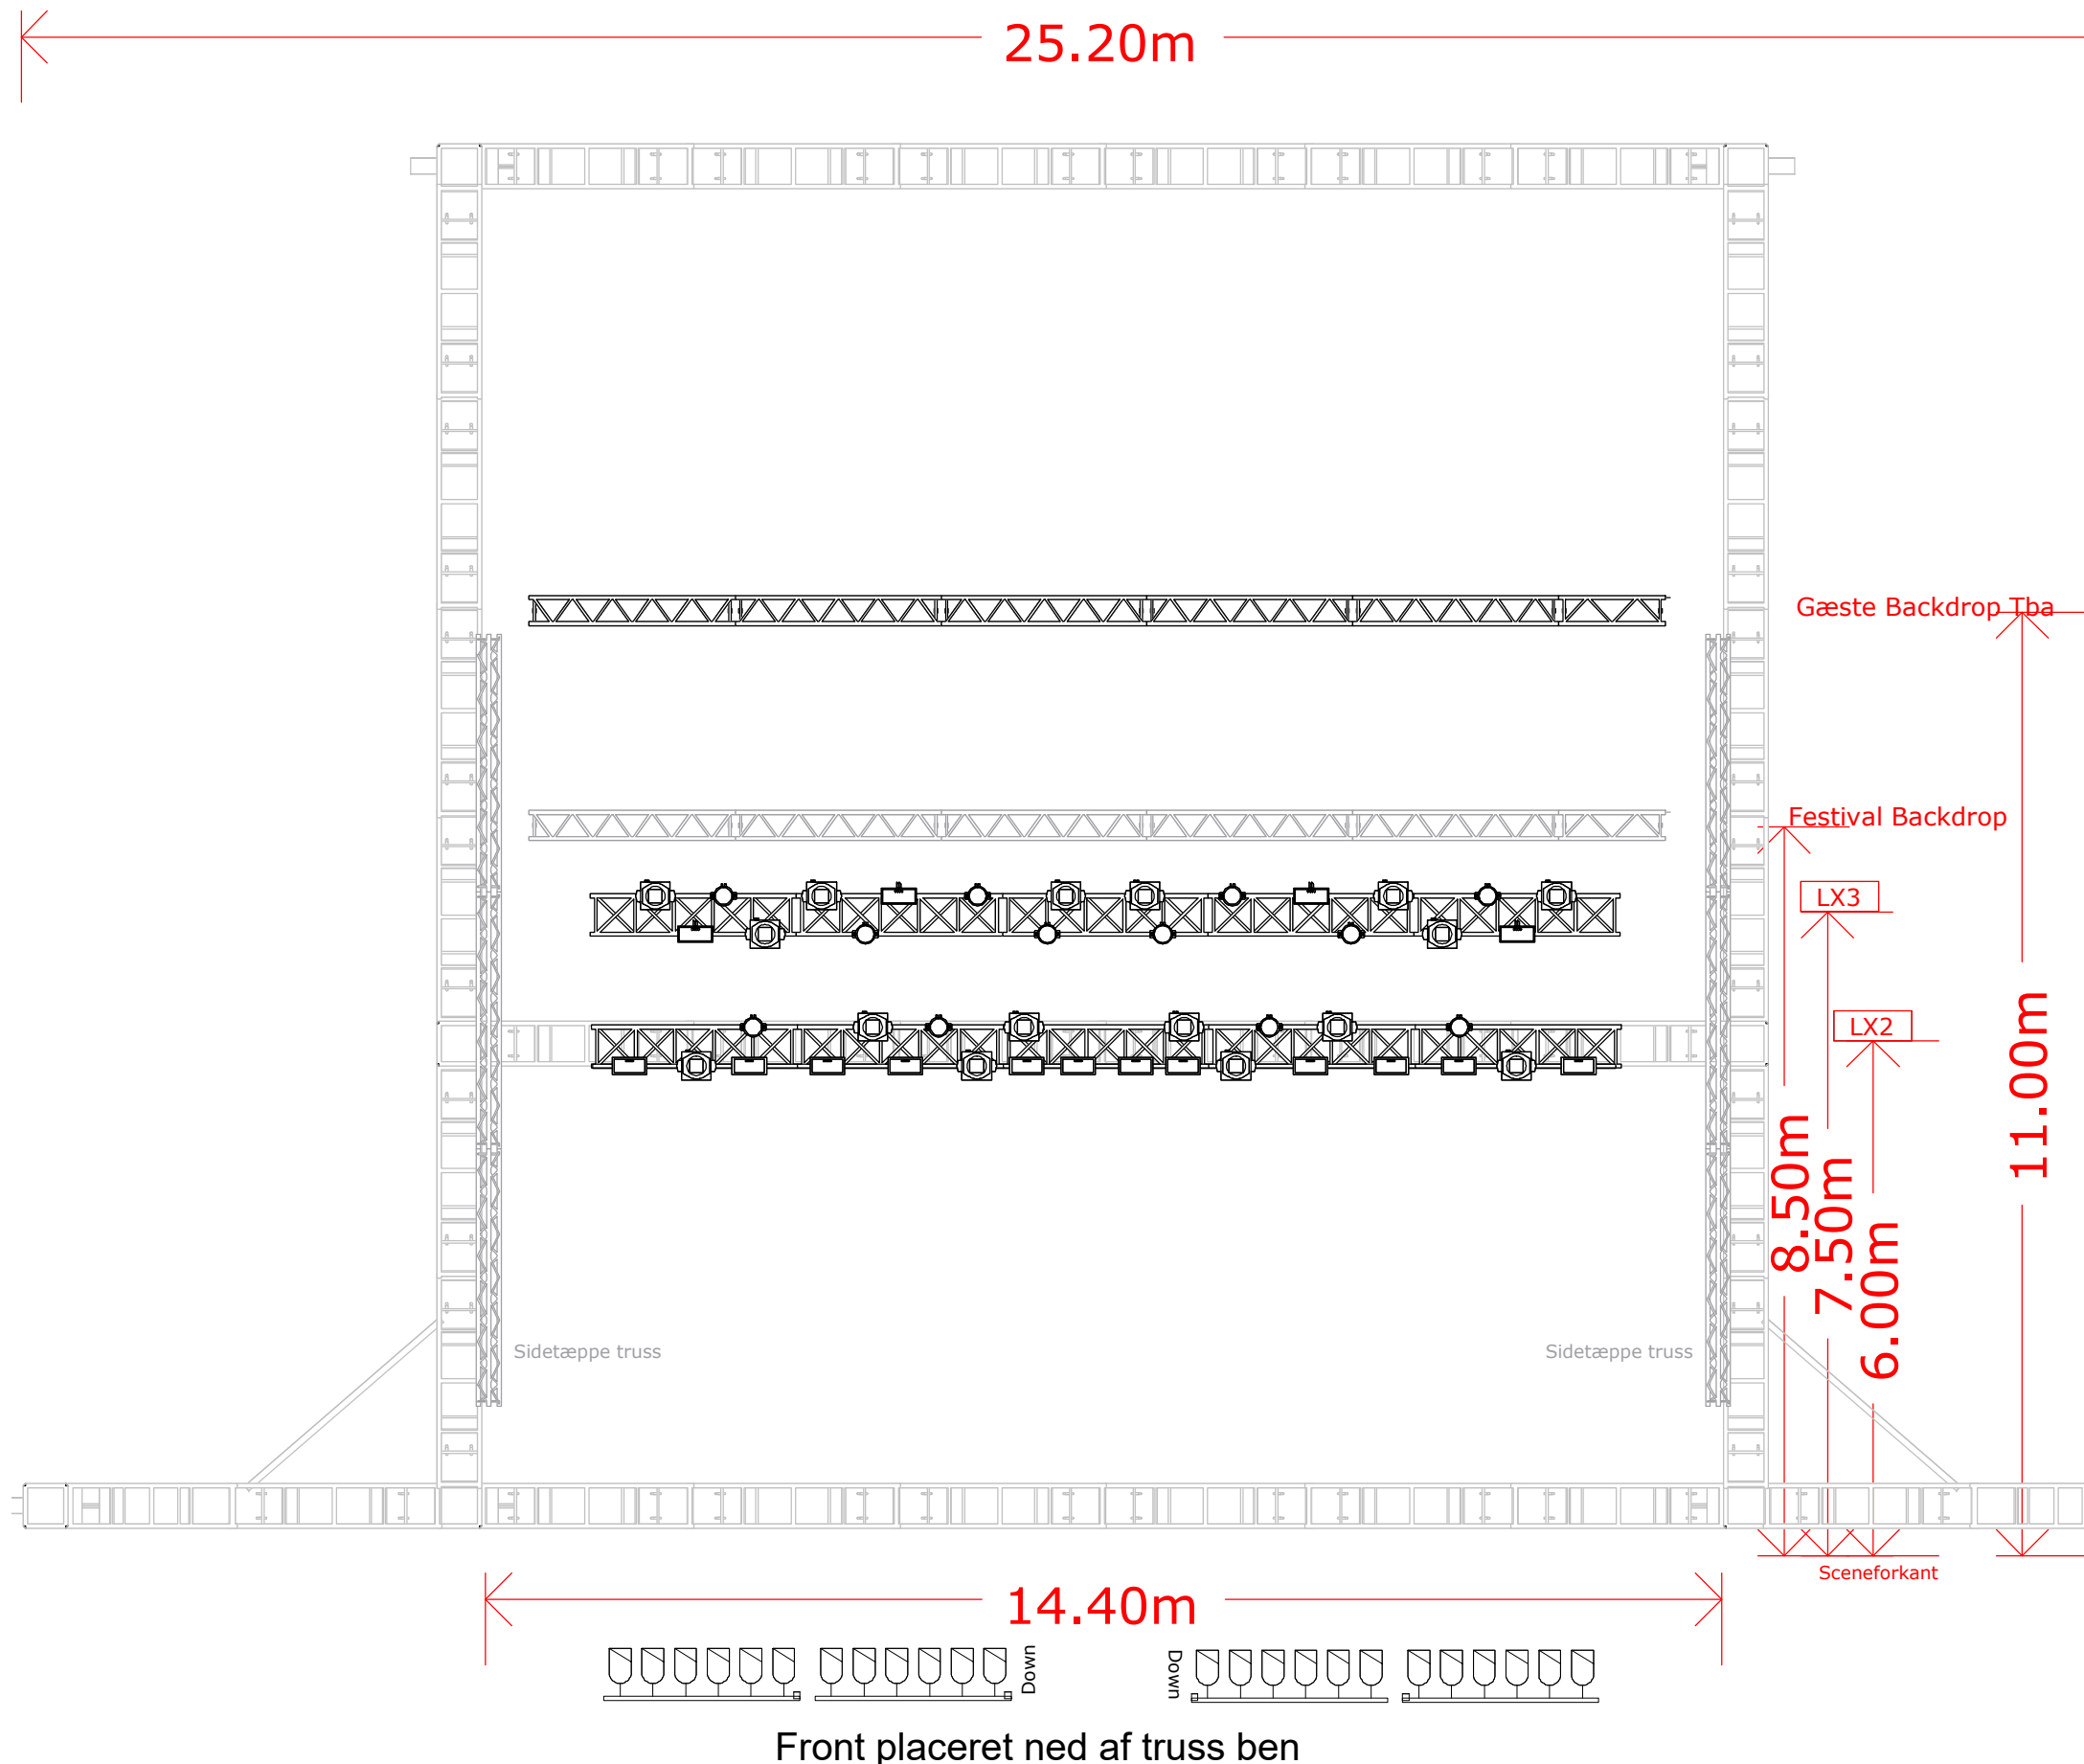 25.20m
Gæste Backdrop Tba
Festival Backdrop
LX3
LX2
11.00m
8.50m
7.50m
6.00m
Sidetæppe truss
Sidetæppe truss
Sceneforkant
14.40m
Down
Down
Front placeret ned af truss ben